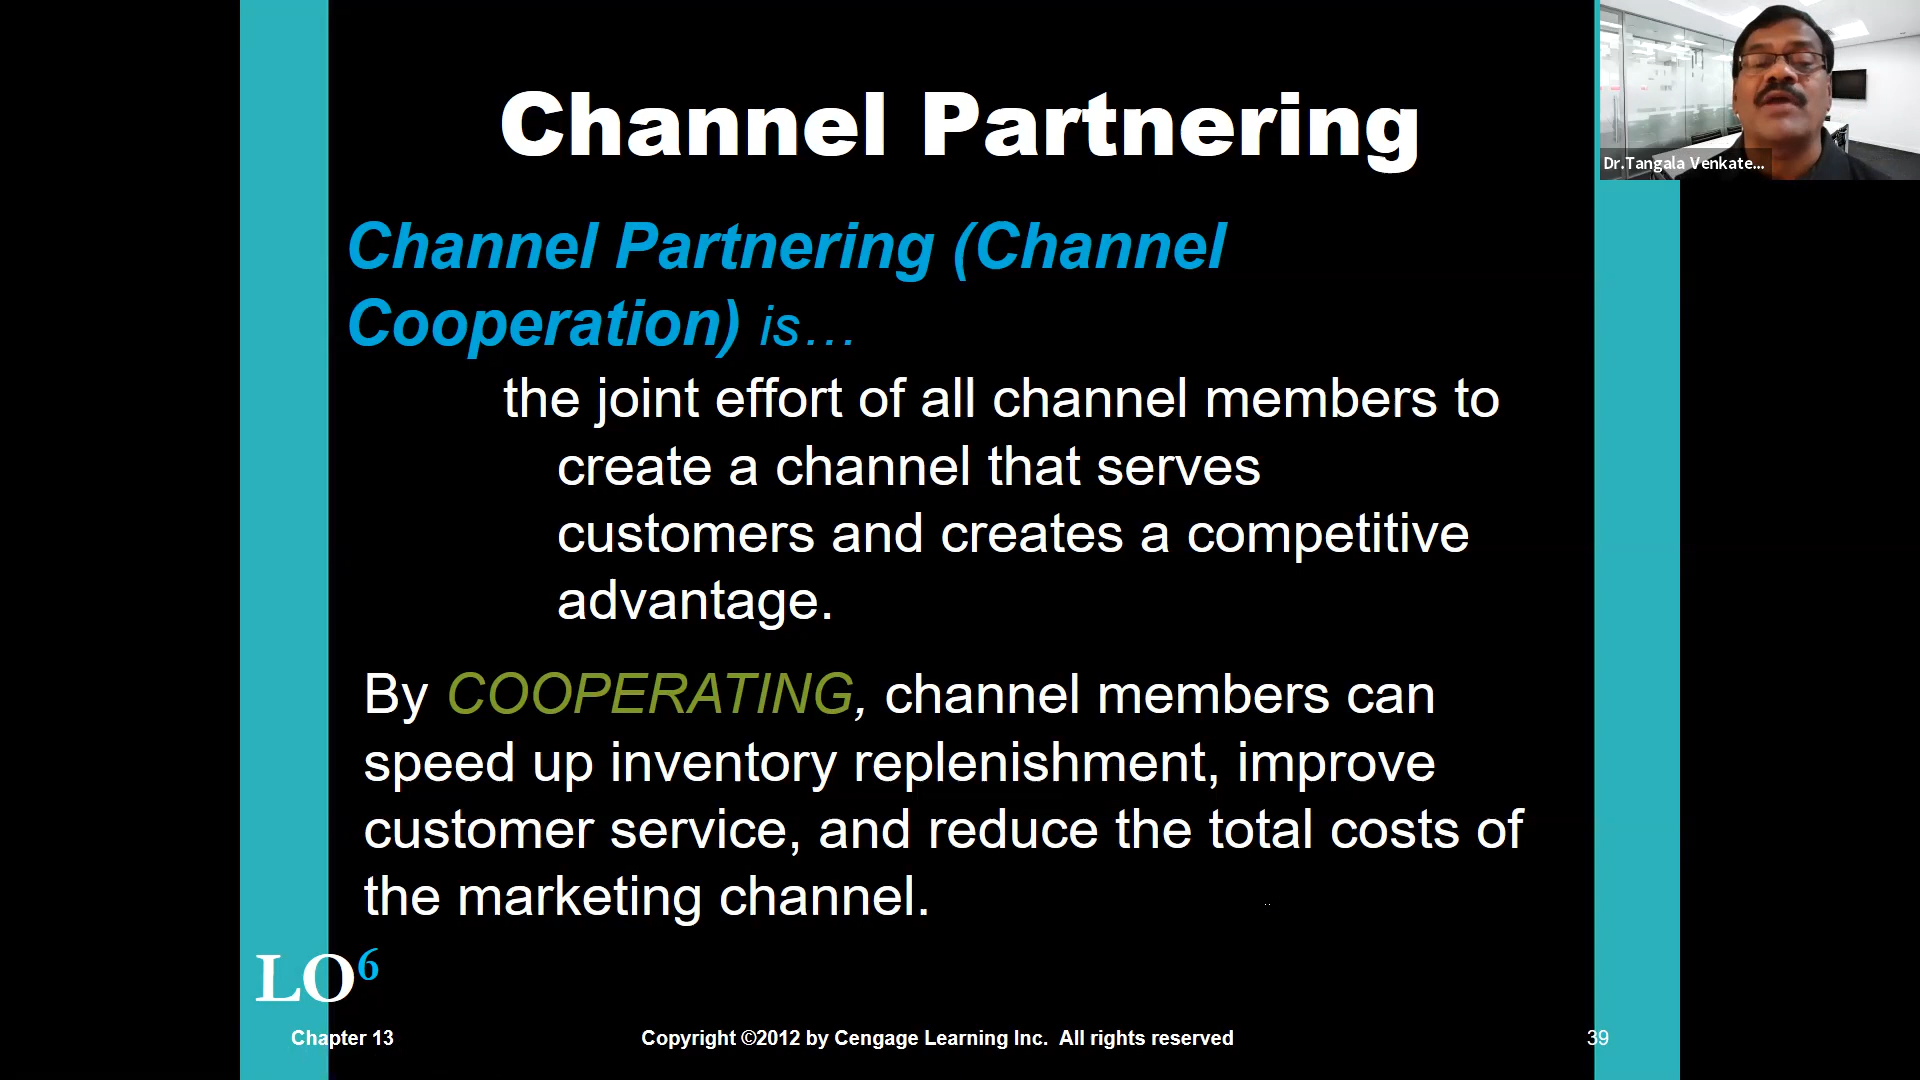 Channel Partnering
Dr.Tangala Venkate...
Channel Partnering (Channel
Cooperation) is…
the joint effort of all channel members to
create a channel that serves
customers and creates a competitive
advantage.
By COOPERATING, channel members can
speed up inventory replenishment, improve
customer service, and reduce the total costs of
the marketing channel.
LO6
Chapter 13
Copyright ©2012 by Cengage Learning Inc. All rights reserved
39